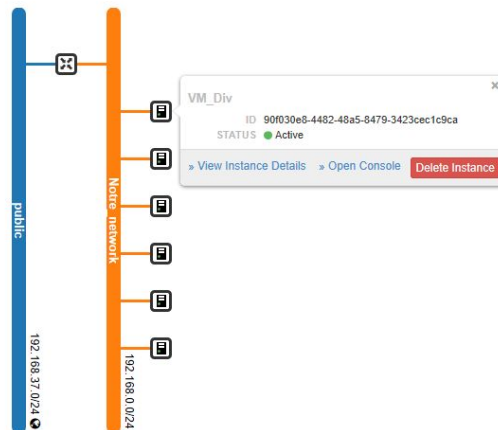 ×
VM_Div
ID 90f030e8-4482-48a5-8479-3423cec1c9ca
STATUS Active
» View Instance Details » Open Console Delete Instance
public
Notre_network
192.168.37.0/24
192.168.0.0/24